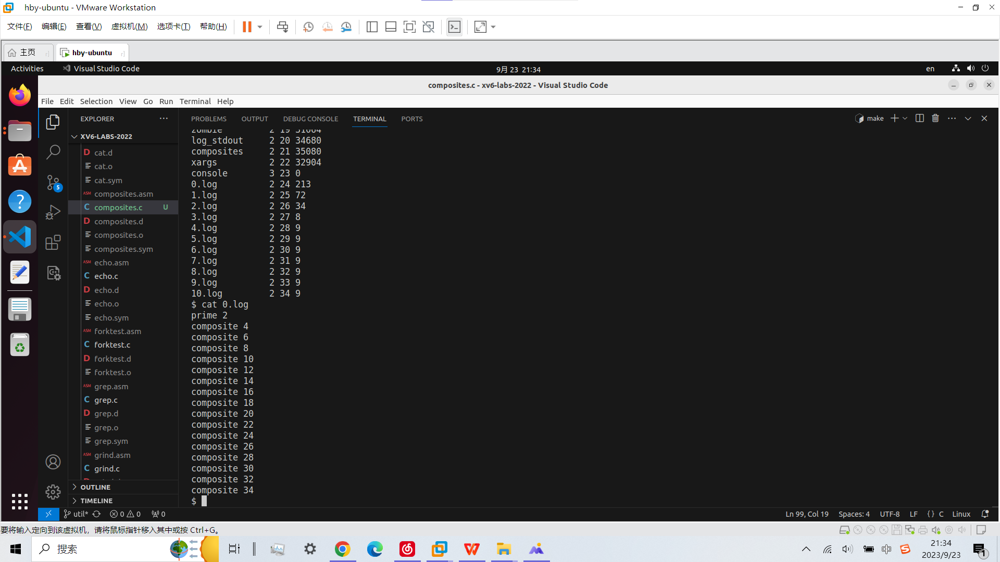 hby-ubuntu - VMware Workstation
文件(F) 编辑(E) 查看(V) 虚拟机(M) 选项卡(T) 帮助(H)
主页 hby-ubuntu
Activities Visual Studio Code 9月 23 21:34 en
composites.c - xv6-labs-2022 - Visual Studio Code
File Edit Selection View Go Run Terminal Help
EXPLORER
XV6-LABS-2022
cat.d
cat.o
cat.sym
ASM composites.asm
C composites.c U
D composites.d
composites.o
composites.sym
ASM echo.asm
C echo.c
D echo.d
echo.o
echo.sym
ASM forktest.asm
C forktest.c
D forktest.d
forktest.o
ASM grep.asm
C grep.c
D grep.d
grep.o
grep.sym
ASM grind.asm
C grind.c
OUTLINE
TIMELINE
5
PROBLEMS OUTPUT DEBUG CONSOLE TERMINAL PORTS make
zombie 2 19 31064
log_stdout 2 20 34680
composites 2 21 35080
xargs 2 22 32904
console 3 23 0
0.log 2 24 213
1.log 2 25 72
2.log 2 26 34
3.log 2 27 8
4.log 2 28 9
5.log 2 29 9
6.log 2 30 9
7.log 2 31 9
8.log 2 32 9
9.log 2 33 9
10.log 2 34 9
$ cat 0.log
prime 2
composite 4
composite 6
composite 8
composite 10
composite 12
composite 14
composite 16
composite 18
composite 20
composite 22
composite 24
composite 26
composite 28
composite 30
composite 32
composite 34
$
util* 0 0 0 Ln 99, Col 19 Spaces: 4 UTF-8 LF {} C Linux
要将输入定向到该虚拟机，请将鼠标指针移入其中或按 Ctrl+G。
搜索 中 21:34
2023/9/23 1